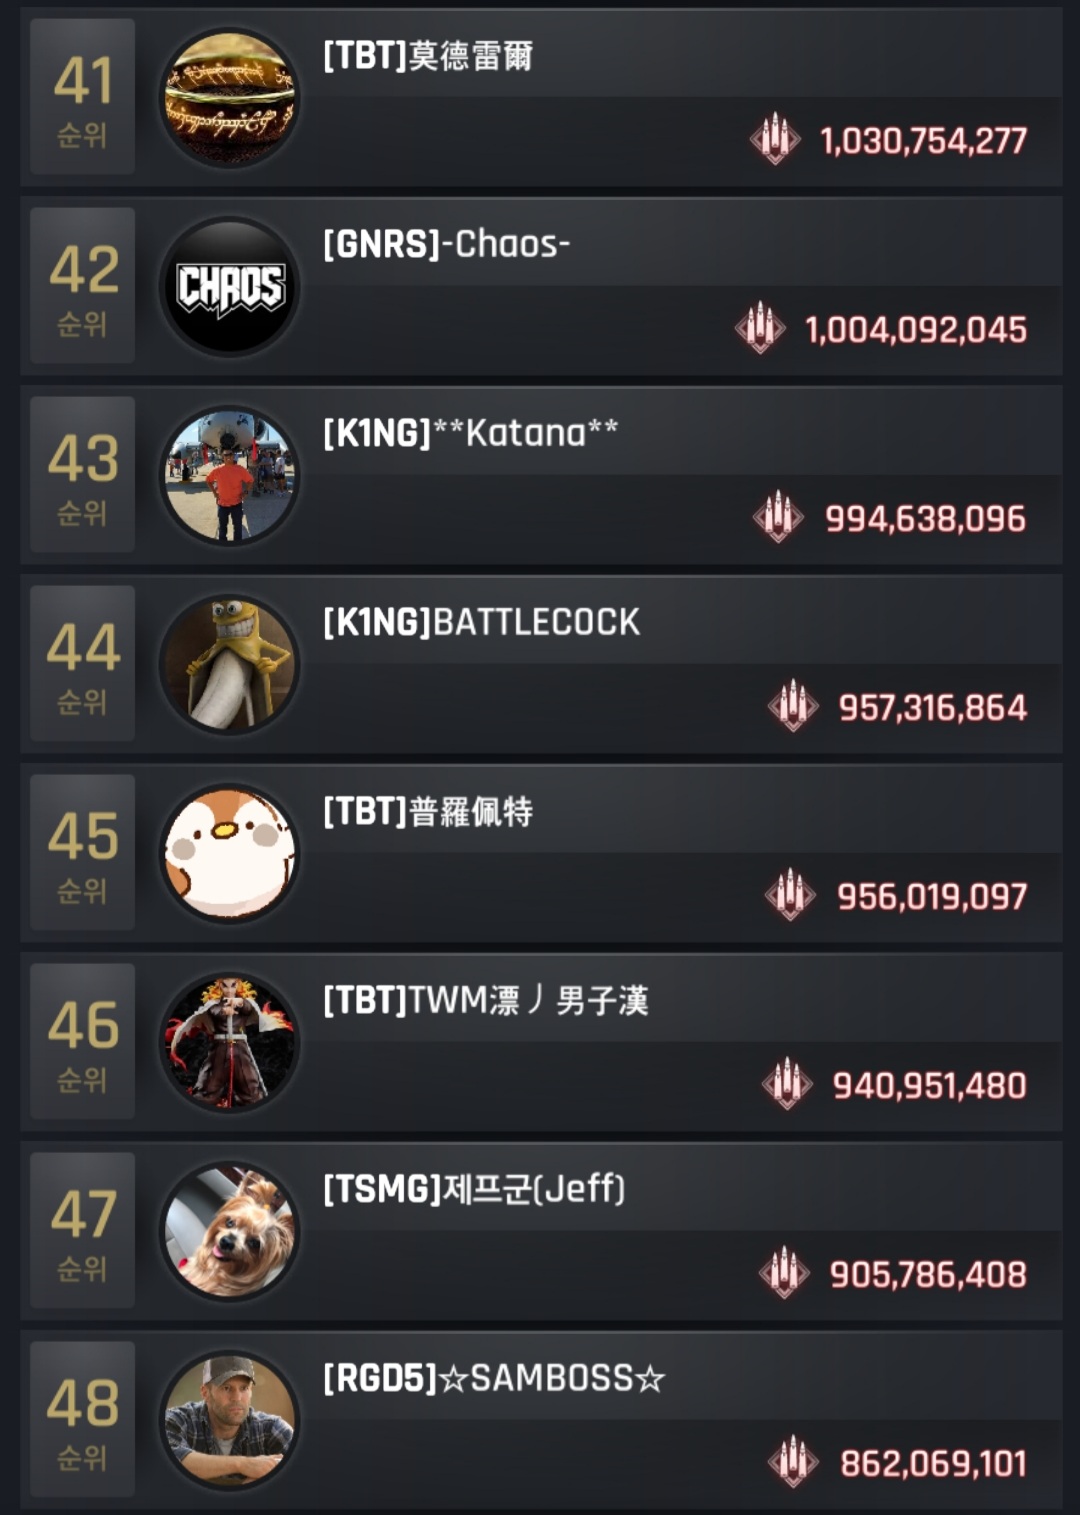 41
순위
[TBT]莫德雷爾
1,030,754,277
42
순위
CHAOS
[GNRS]-Chaos-
1,004,092,045
43
순위
[K1NG]**Katana**
994,638,096
44
순위
[K1NG]BATTLECOCK
957,316,864
45
순위
[TBT]普羅佩特
956,019,097
46
순위
[TBT]TWM漂丿男子漢
940,951,480
47
순위
[TSMG]제프군(Jeff)
905,786,408
48
순위
[RGD5]☆SAMBOSS☆
862,069,101